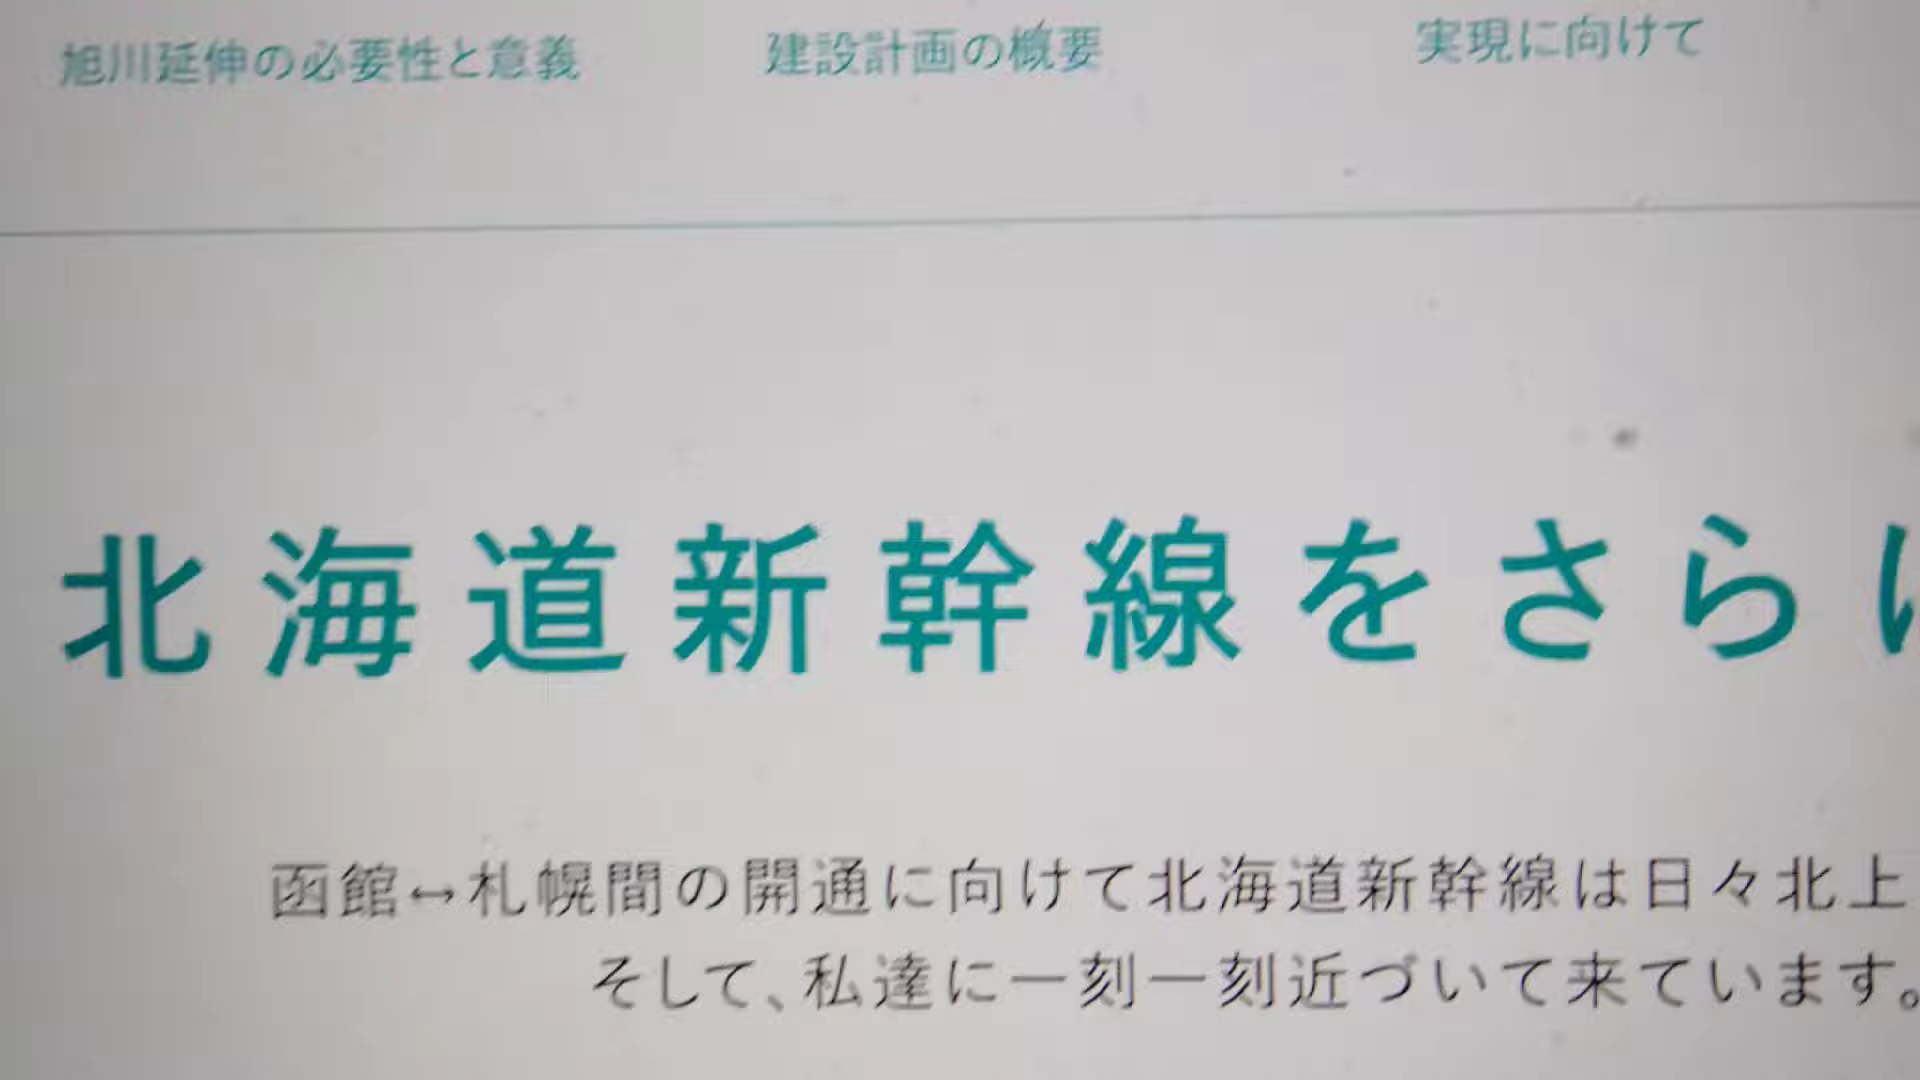 旭川延伸の必要性と意義 建設計画の概要 実現に向けて
北海道新幹線をさら
函館↔札幌間の開通に向けて北海道新幹線は日々北上
そして、私達に一刻一刻近づいて来ています。